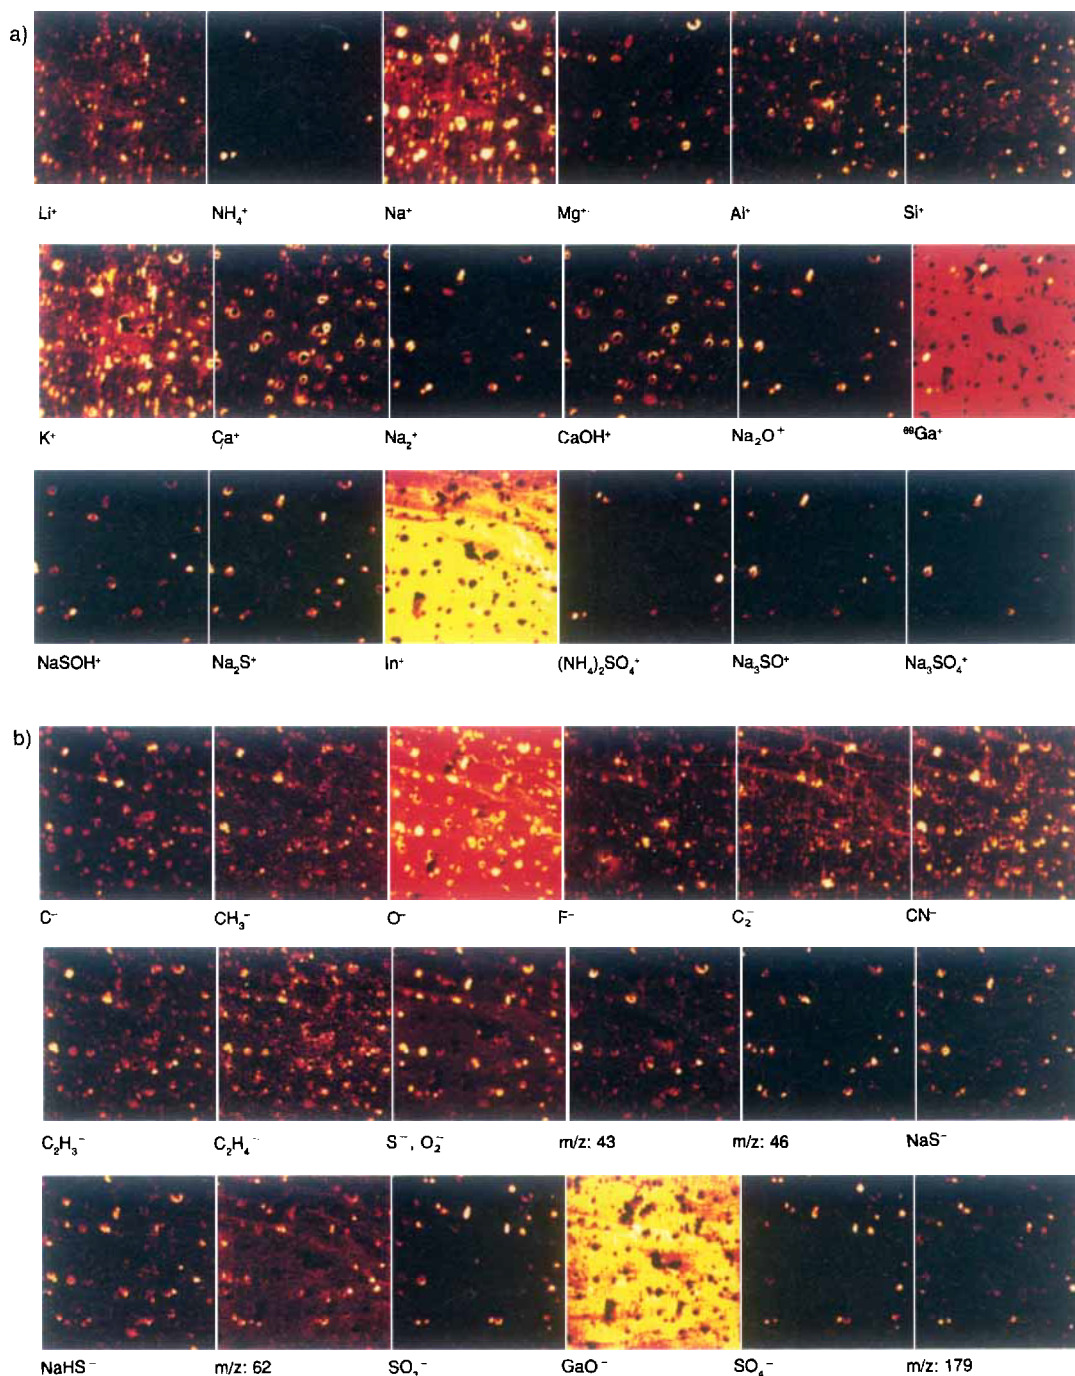 a)
Li⁺ NH₄⁺ Na⁺ Mg⁺· Al⁺ Si⁺
K⁺ Ca⁺ Na₂⁺ CaOH⁺ Na₂O⁺ ⁶⁹Ga⁺
NaSOH⁺ Na₂S⁺ In⁺ (NH₄)₂SO₄⁺ Na₃SO⁺ Na₃SO₄⁺
b)
C⁻ CH₃⁻ O⁻ F⁻ C₂⁻ CN⁻
C₂H₃⁻ C₂H₄⁻ S⁻, O₂⁻ m/z: 43 m/z: 46 NaS⁻
NaHS⁻ m/z: 62 SO₃⁻ GaO⁻ SO₄⁻ m/z: 179